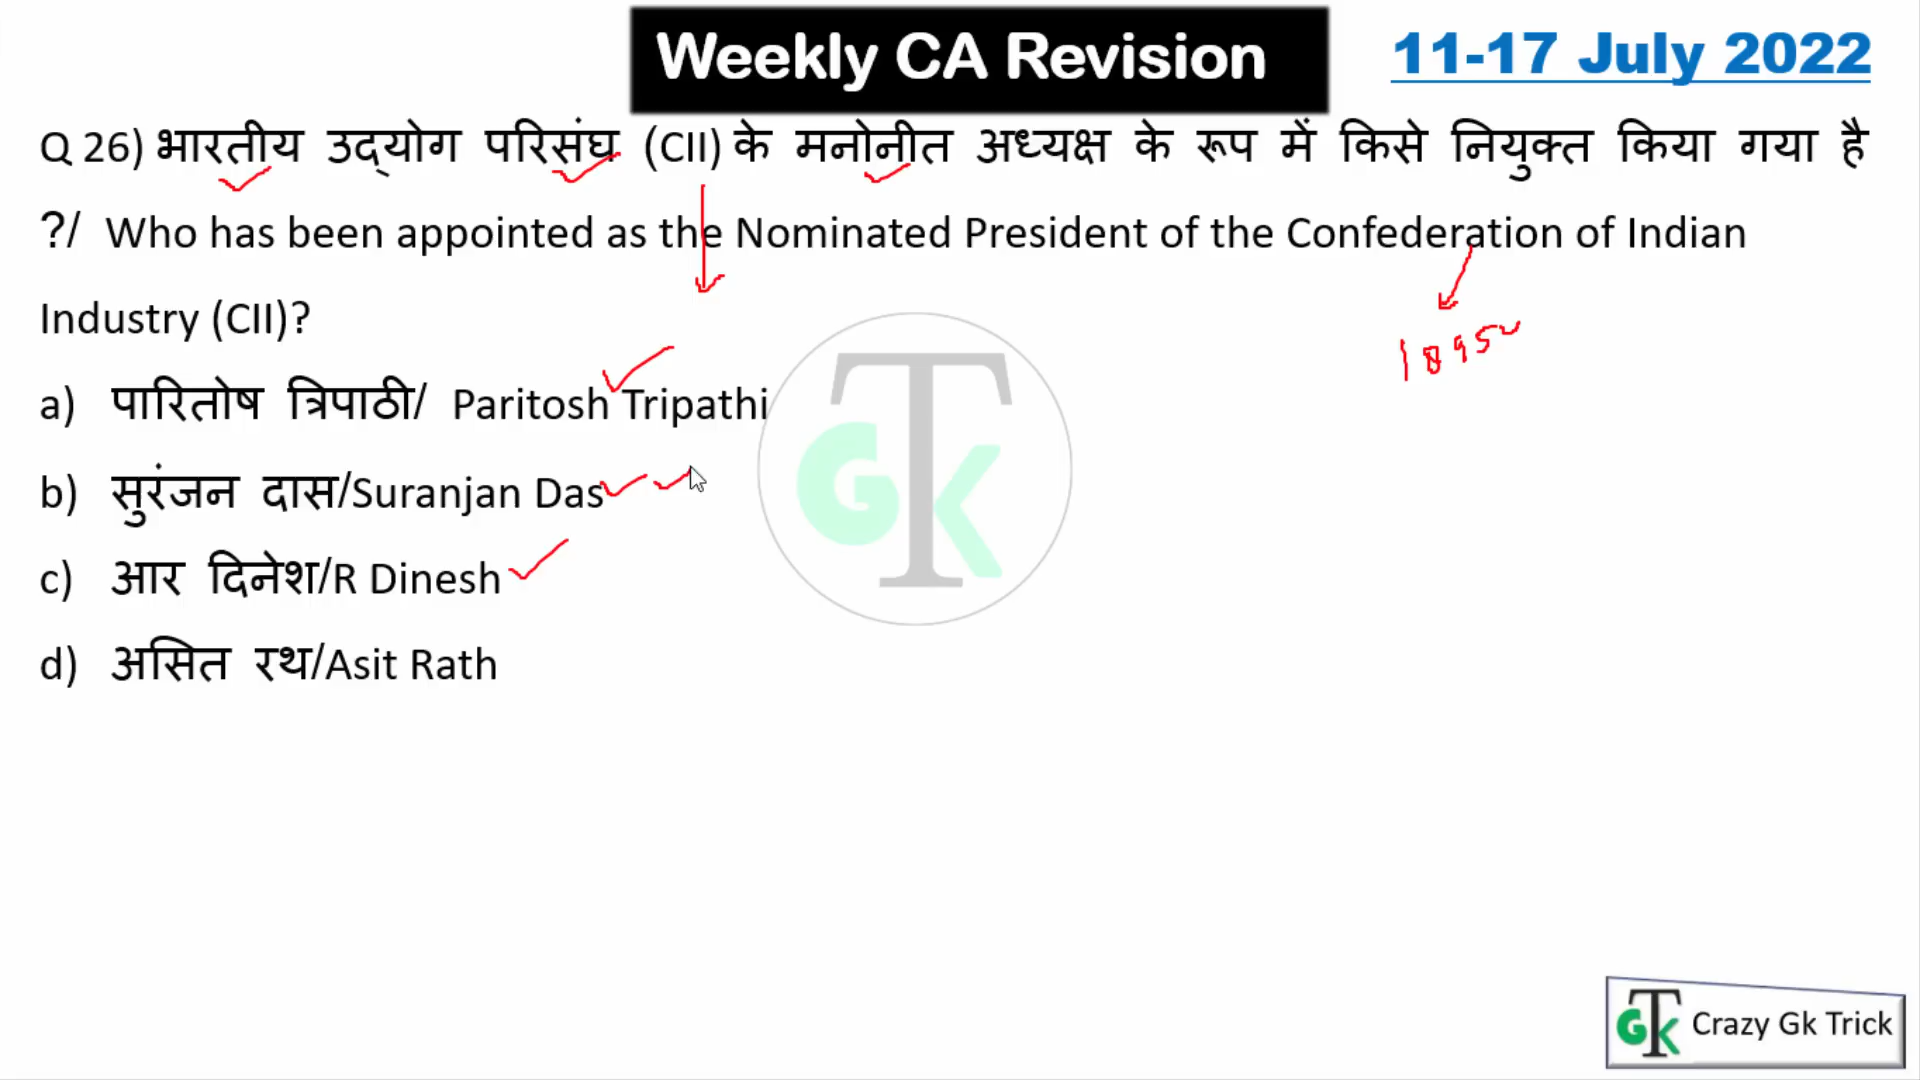 Weekly CA Revision
11-17 July 2022
Q 26) भारतीय उद्योग परिसंघ (CII) के मनोनीत अध्यक्ष के रूप में किसे नियुक्त किया गया है
?/ Who has been appointed as the Nominated President of the Confederation of Indian
Industry (CII)?
1895
a) पारितोष त्रिपाठी/ Paritosh Tripathi
b) सुरंजन दास/Suranjan Das
c) आर दिनेश/R Dinesh
d) असित रथ/Asit Rath
GTK
GTK Crazy Gk Trick